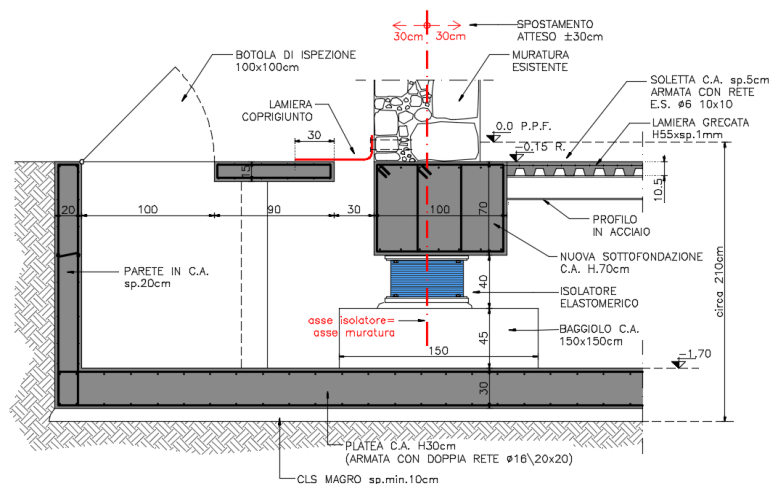 SPOSTAMENTO
ATTESO ±30cm
30cm
30cm
BOTOLA DI ISPEZIONE
100x100cm
MURATURA
ESISTENTE
SOLETTA C.A. sp.5cm
ARMATA CON RETE
E.S. ø6 10x10
LAMIERA
COPRIGIUNTO
30
0.0 P.P.F.
LAMIERA GRECATA
H55xsp.1mm
-0.15 R.
15
10.5
20
100
90
30
100
70
PROFILO
IN ACCIAIO
NUOVA SOTTOFONDAZIONE
C.A. H.70cm
PARETE IN C.A.
sp.20cm
40
ISOLATORE
ELASTOMERICO
circa 210cm
asse isolatore=
asse muratura
45
BAGGIOLO C.A.
150x150cm
150
-1.70
30
PLATEA C.A. H30cm
(ARMATA CON DOPPIA RETE ø16\20x20)
CLS MAGRO sp.min.10cm